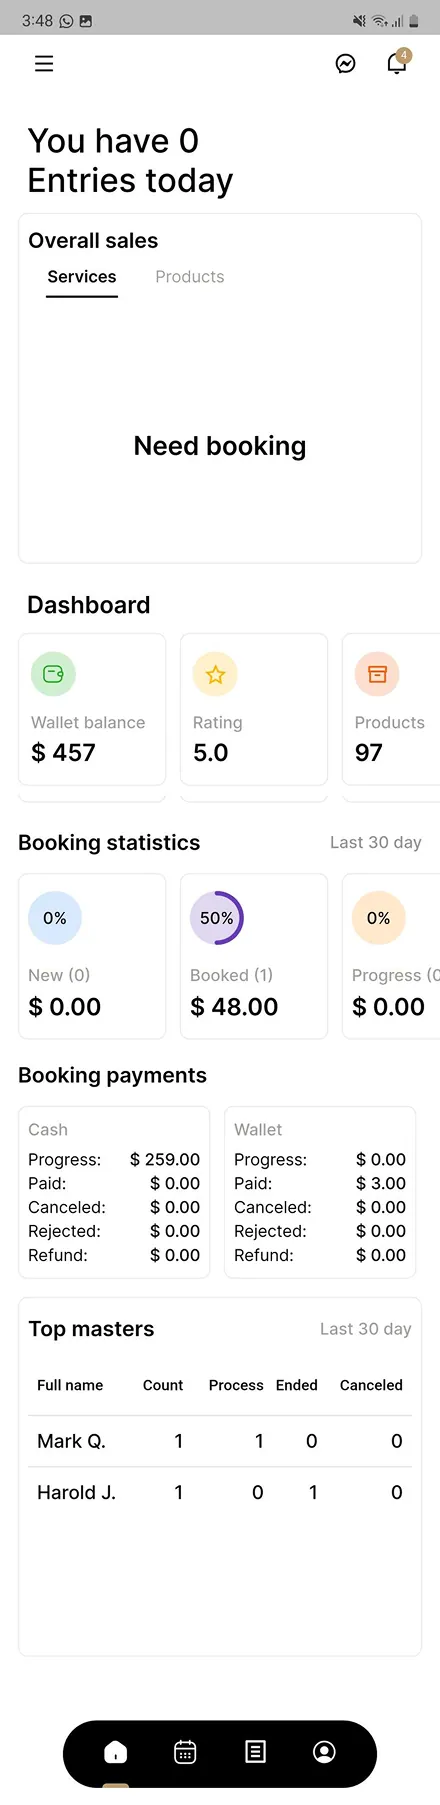 3:48
4
You have 0
Entries today
Overall sales
Services Products
Need booking
Dashboard
Wallet balance Rating Products
$ 457 5.0 97
Booking statistics Last 30 day
0% 50% 0%
New (0) Booked (1) Progress (0
$ 0.00 $ 48.00 $ 0.00
Booking payments
Cash
Progress: $ 259.00
Paid: $ 0.00
Canceled: $ 0.00
Rejected: $ 0.00
Refund: $ 0.00
Wallet
Progress: $ 0.00
Paid: $ 3.00
Canceled: $ 0.00
Rejected: $ 0.00
Refund: $ 0.00
Top masters Last 30 day
Full name Count Process Ended Canceled
Mark Q. 1 1 0 0
Harold J. 1 0 1 0